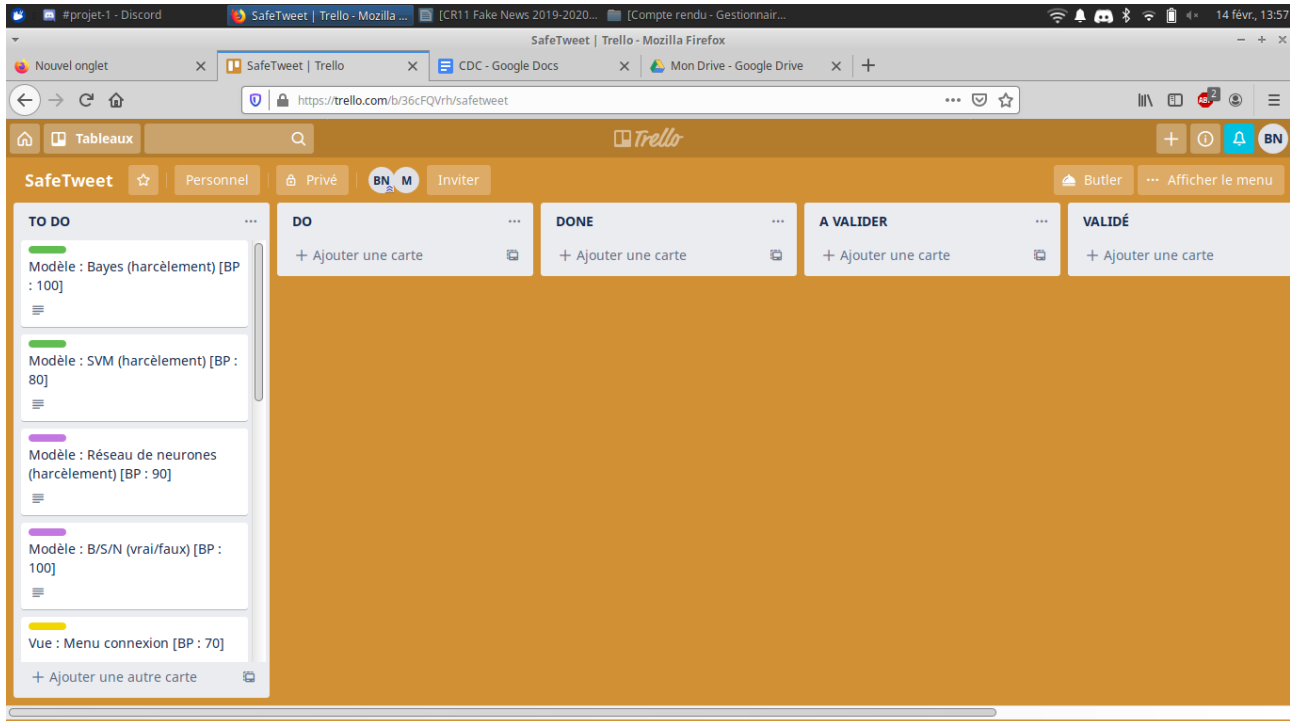 #projet-1 - Discord
SafeTweet | Trello - Mozilla ...
[CR11 Fake News 2019-2020...
[Compte rendu - Gestionnair...
14 févr., 13:57
SafeTweet | Trello - Mozilla Firefox
Nouvel onglet
SafeTweet | Trello
CDC - Google Docs
Mon Drive - Google Drive
https://trello.com/b/36cFQVrh/safetweet
ABP
2
Tableaux
Trello
BN
SafeTweet
Personnel
Privé
BN
M
Inviter
Butler
... Afficher le menu
TO DO
Modèle : Bayes (harcèlement) [BP
: 100]
Modèle : SVM (harcèlement) [BP :
80]
Modèle : Réseau de neurones
(harcèlement) [BP : 90]
Modèle : B/S/N (vrai/faux) [BP :
100]
Vue : Menu connexion [BP : 70]
+ Ajouter une autre carte
DO
+ Ajouter une carte
DONE
+ Ajouter une carte
A VALIDER
+ Ajouter une carte
VALIDÉ
+ Ajouter une carte